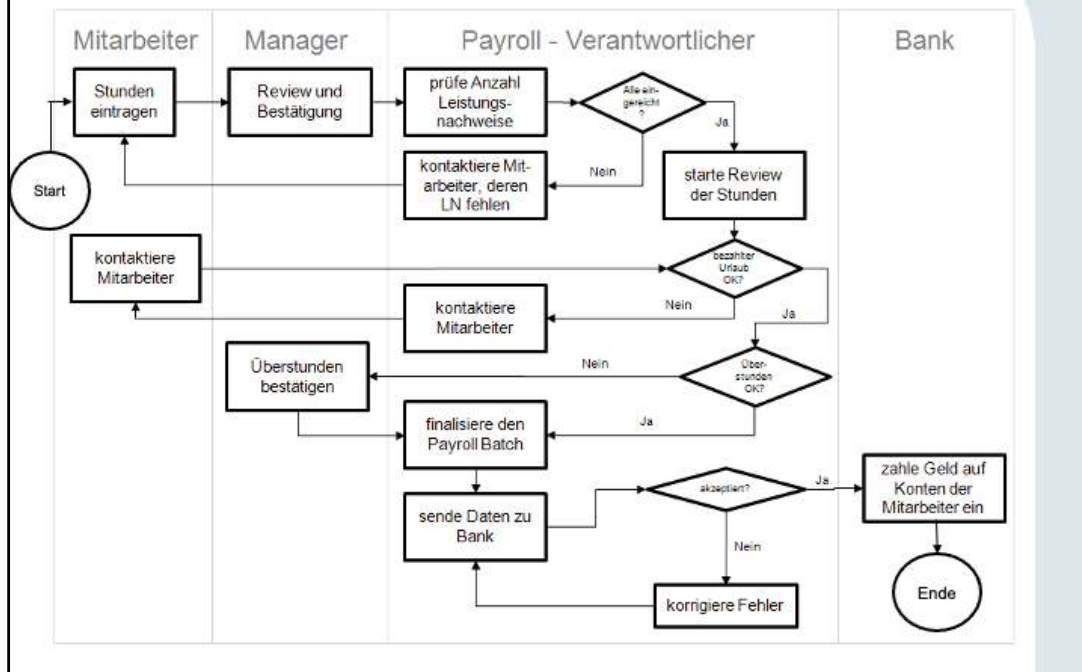 Mitarbeiter
Manager
Payroll - Verantwortlicher
Bank
Stunden
eintragen
Review und
Bestätigung
prüfe Anzahl
Leistungs-
nachweise
Alle ein-
gereicht
?
Ja
Nein
kontaktiere Mit-
arbeiter, deren
LN fehlen
starte Review
der Stunden
Start
kontaktiere
Mitarbeiter
bezahlter
Urlaub
OK?
Nein
Ja
kontaktiere
Mitarbeiter
Überstunden
bestätigen
Nein
Über-
stunden
OK?
finalisiere den
Payroll Batch
Ja
sende Daten zu
Bank
akzeptiert?
Ja
zahle Geld auf
Konten der
Mitarbeiter ein
Nein
korrigiere Fehler
Ende